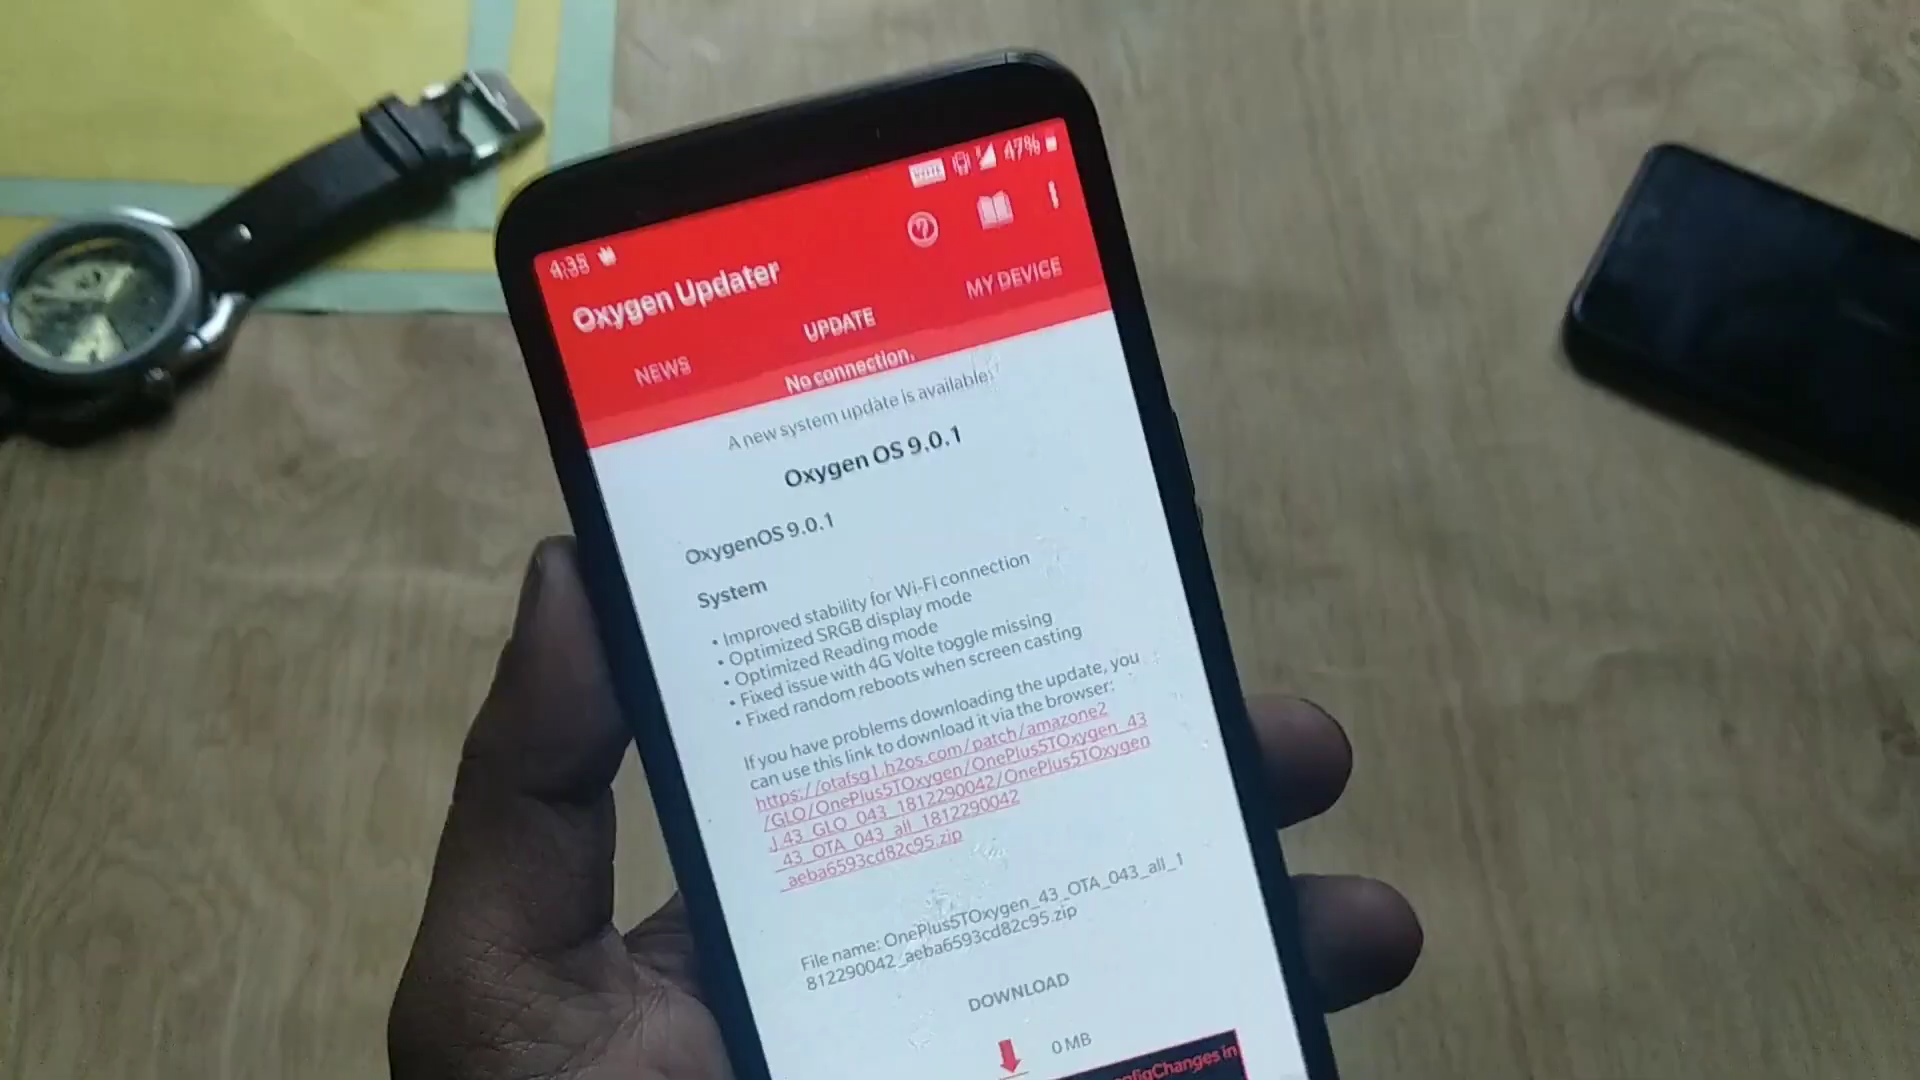 4:35
47%
Oxygen Updater
NEWS
UPDATE
MY DEVICE
No connection.
A new system update is available.
Oxygen OS 9.0.1
OxygenOS 9.0.1
System
• Improved stability for Wi-Fi connection
• Optimized SRGB display mode
• Optimized Reading mode
• Fixed issue with 4G Volte toggle missing
• Fixed random reboots when screen casting
If you have problems downloading the update, you
can use this link to download it via the browser:
https://otafsg1.h2os.com/patch/amazone2
/GLO/OnePlus5TOxygen/OnePlus5TOxygen_43
J.43_GLO_043_1812290042/OnePlus5TOxygen
_43_OTA_043_all_1812290042
_aeba6593cd82c95.zip
File name: OnePlus5TOxygen_43_OTA_043_all_1
812290042_aeba6593cd82c95.zip
DOWNLOAD
0 MB
in